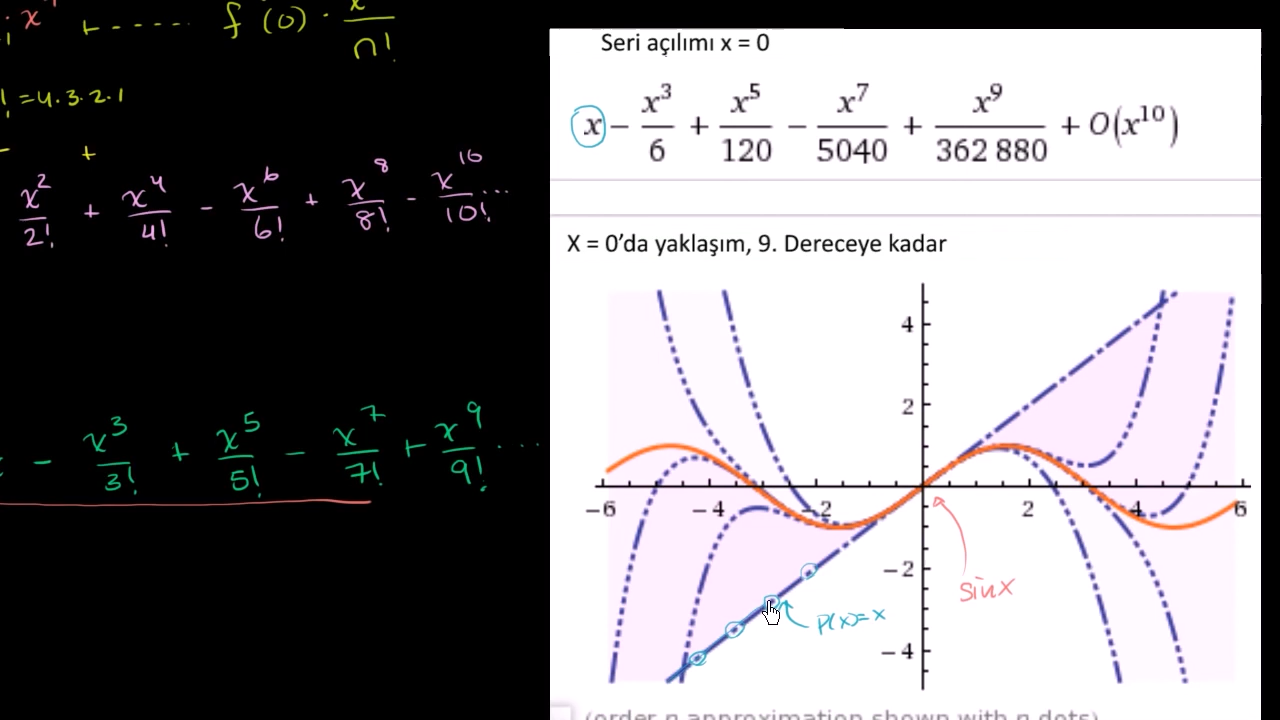 x + ------ f (0) · x/n!
! = 4.3.2.1
- +
x²/2! + x⁴/4! - x⁶/6! + x⁸/8! - x¹⁰/10! ...
- x³/3! + x⁵/5! - x⁷/7! + x⁹/9! ....
Seri açılımı x = 0
x - x³/6 + x⁵/120 - x⁷/5040 + x⁹/362 880 + O(x¹⁰)
X = 0'da yaklaşım, 9. Dereceye kadar
4
2
-6 -4 -2 2 4 6
-2
sinx
P(x)=x
-4
(order n approximation shown with n dots)